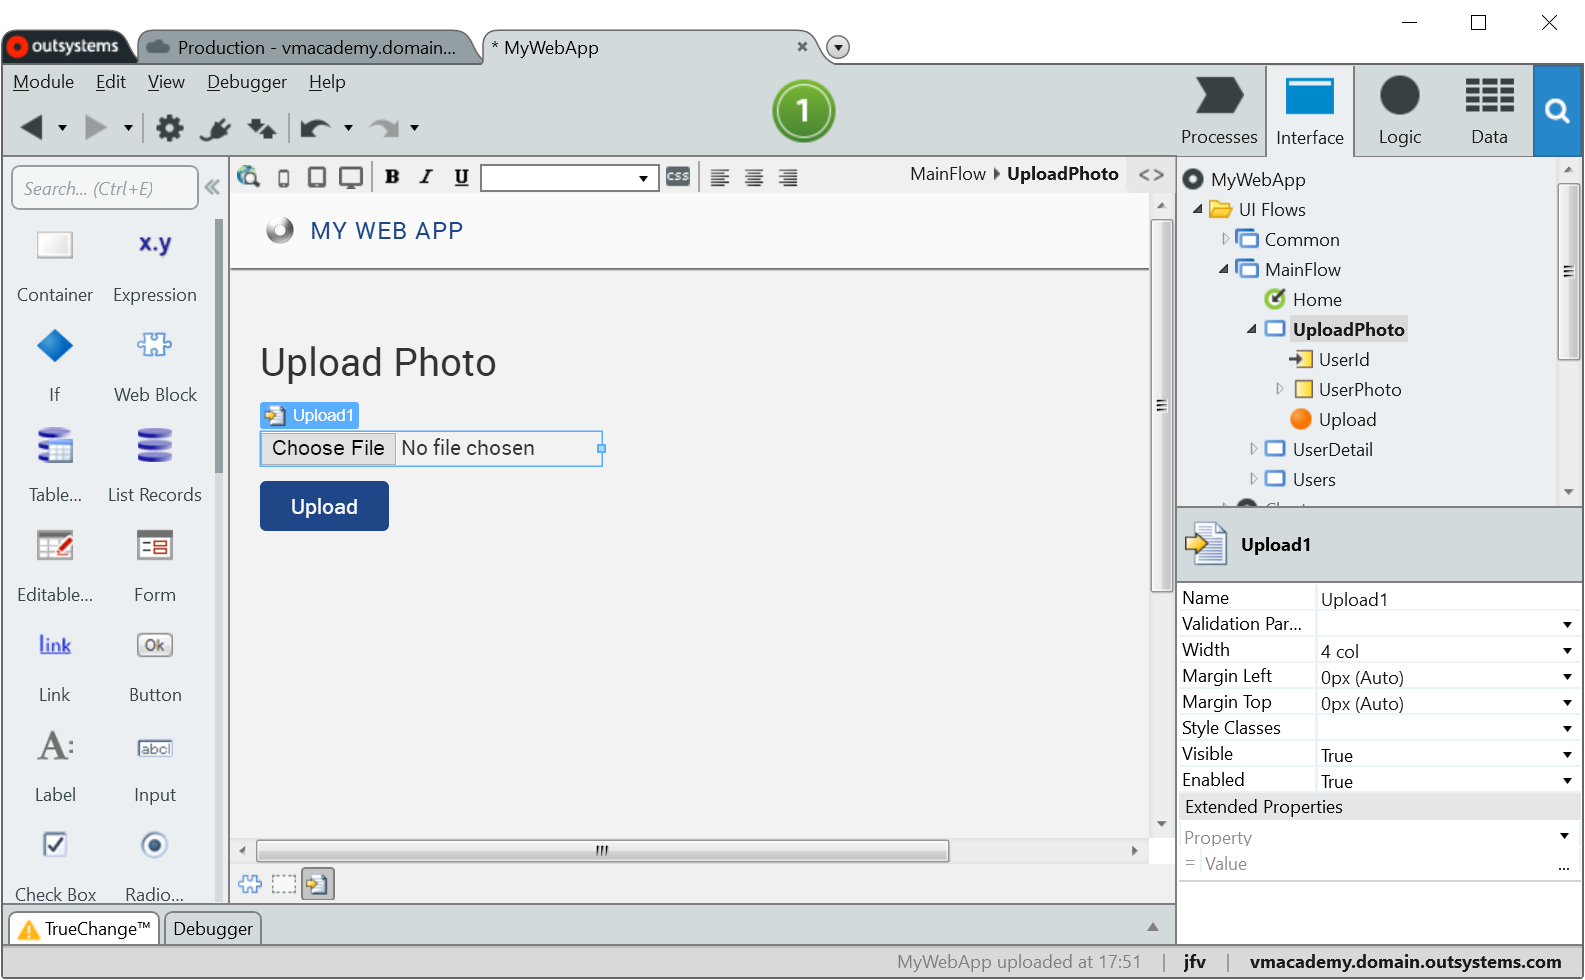 outsystems
Production - vmacademy.domain...
* MyWebApp
Module Edit View Debugger Help
1
Processes
Interface
Logic
Data
Search... (Ctrl+E)
B I U
css
MainFlow UploadPhoto
<>
Container
Expression
x.y
If
Web Block
Table...
List Records
Editable...
Form
link
Link
Ok
Button
A:
Label
abc
Input
Check Box
Radio...
MY WEB APP
Upload Photo
Upload1
Choose File No file chosen
Upload
MyWebApp
UI Flows
Common
MainFlow
Home
UploadPhoto
UserId
UserPhoto
Upload
UserDetail
Users
Upload1
Name Upload1
Validation Par...
Width 4 col
Margin Left 0px (Auto)
Margin Top 0px (Auto)
Style Classes
Visible True
Enabled True
Extended Properties
Property
= Value ...
TrueChange™
Debugger
MyWebApp uploaded at 17:51 | jfv | vmacademy.domain.outsystems.com